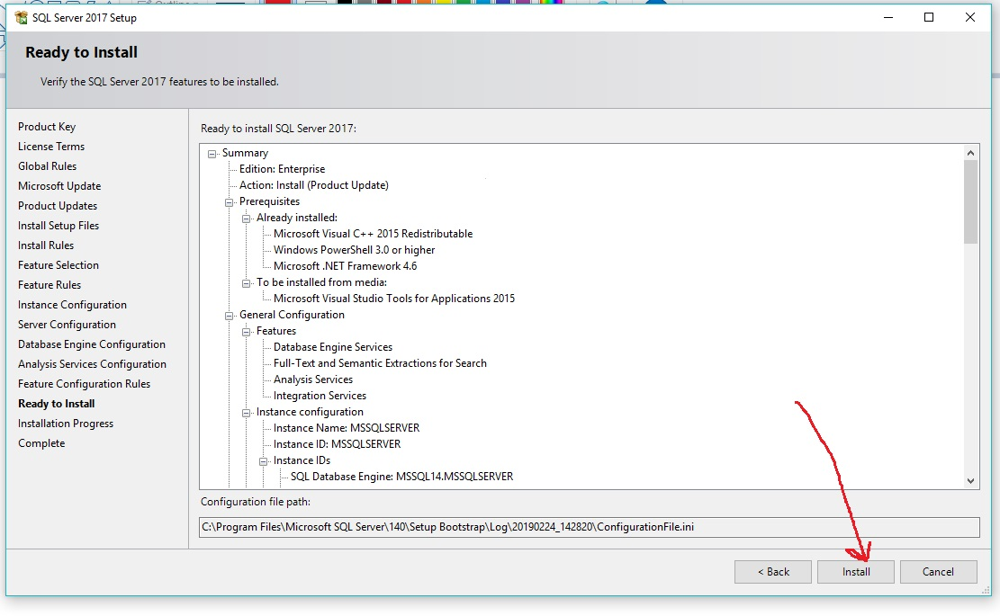 SQL Server 2017 Setup
Ready to Install
Verify the SQL Server 2017 features to be installed.
Product Key
License Terms
Global Rules
Microsoft Update
Product Updates
Install Setup Files
Install Rules
Feature Selection
Feature Rules
Instance Configuration
Server Configuration
Database Engine Configuration
Analysis Services Configuration
Feature Configuration Rules
Ready to Install
Installation Progress
Complete
Ready to install SQL Server 2017:
Summary
Edition: Enterprise
Action: Install (Product Update)
Prerequisites
Already installed:
Microsoft Visual C++ 2015 Redistributable
Windows PowerShell 3.0 or higher
Microsoft .NET Framework 4.6
To be installed from media:
Microsoft Visual Studio Tools for Applications 2015
General Configuration
Features
Database Engine Services
Full-Text and Semantic Extractions for Search
Analysis Services
Integration Services
Instance configuration
Instance Name: MSSQLSERVER
Instance ID: MSSQLSERVER
Instance IDs
SQL Database Engine: MSSQL14.MSSQLSERVER
Configuration file path:
C:\Program Files\Microsoft SQL Server\140\Setup Bootstrap\Log\20190224_142820\ConfigurationFile.ini
< Back Install Cancel